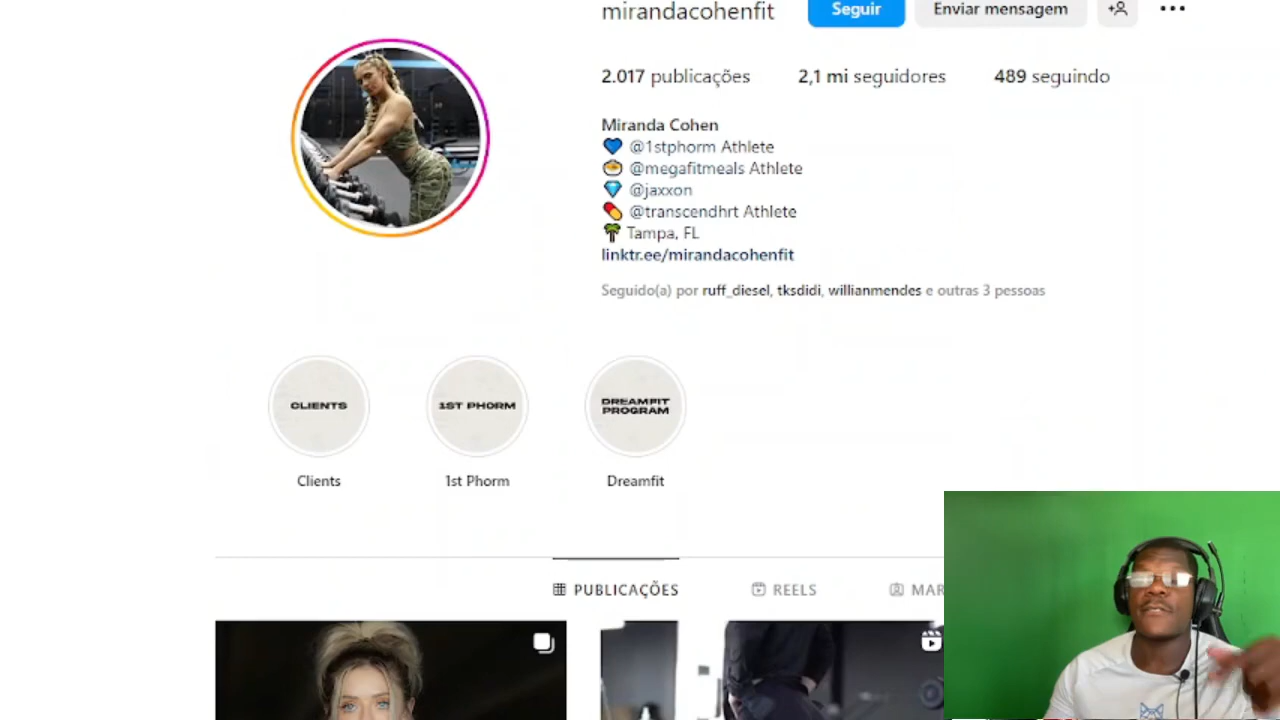 mirandacohenfit Seguir Enviar mensagem
2.017 publicações 2,1 mi seguidores 489 seguindo
Miranda Cohen
@1stphorm Athlete
@megafitmeals Athlete
@jaxxon
@transcendhrt Athlete
Tampa, FL
linktr.ee/mirandacohenfit
Seguido(a) por ruff_diesel, tksdidi, willianmendes e outras 3 pessoas
CLIENTS 1ST PHORM DREAMFIT
PROGRAM
Clients 1st Phorm Dreamfit
PUBLICAÇÕES REELS MAR